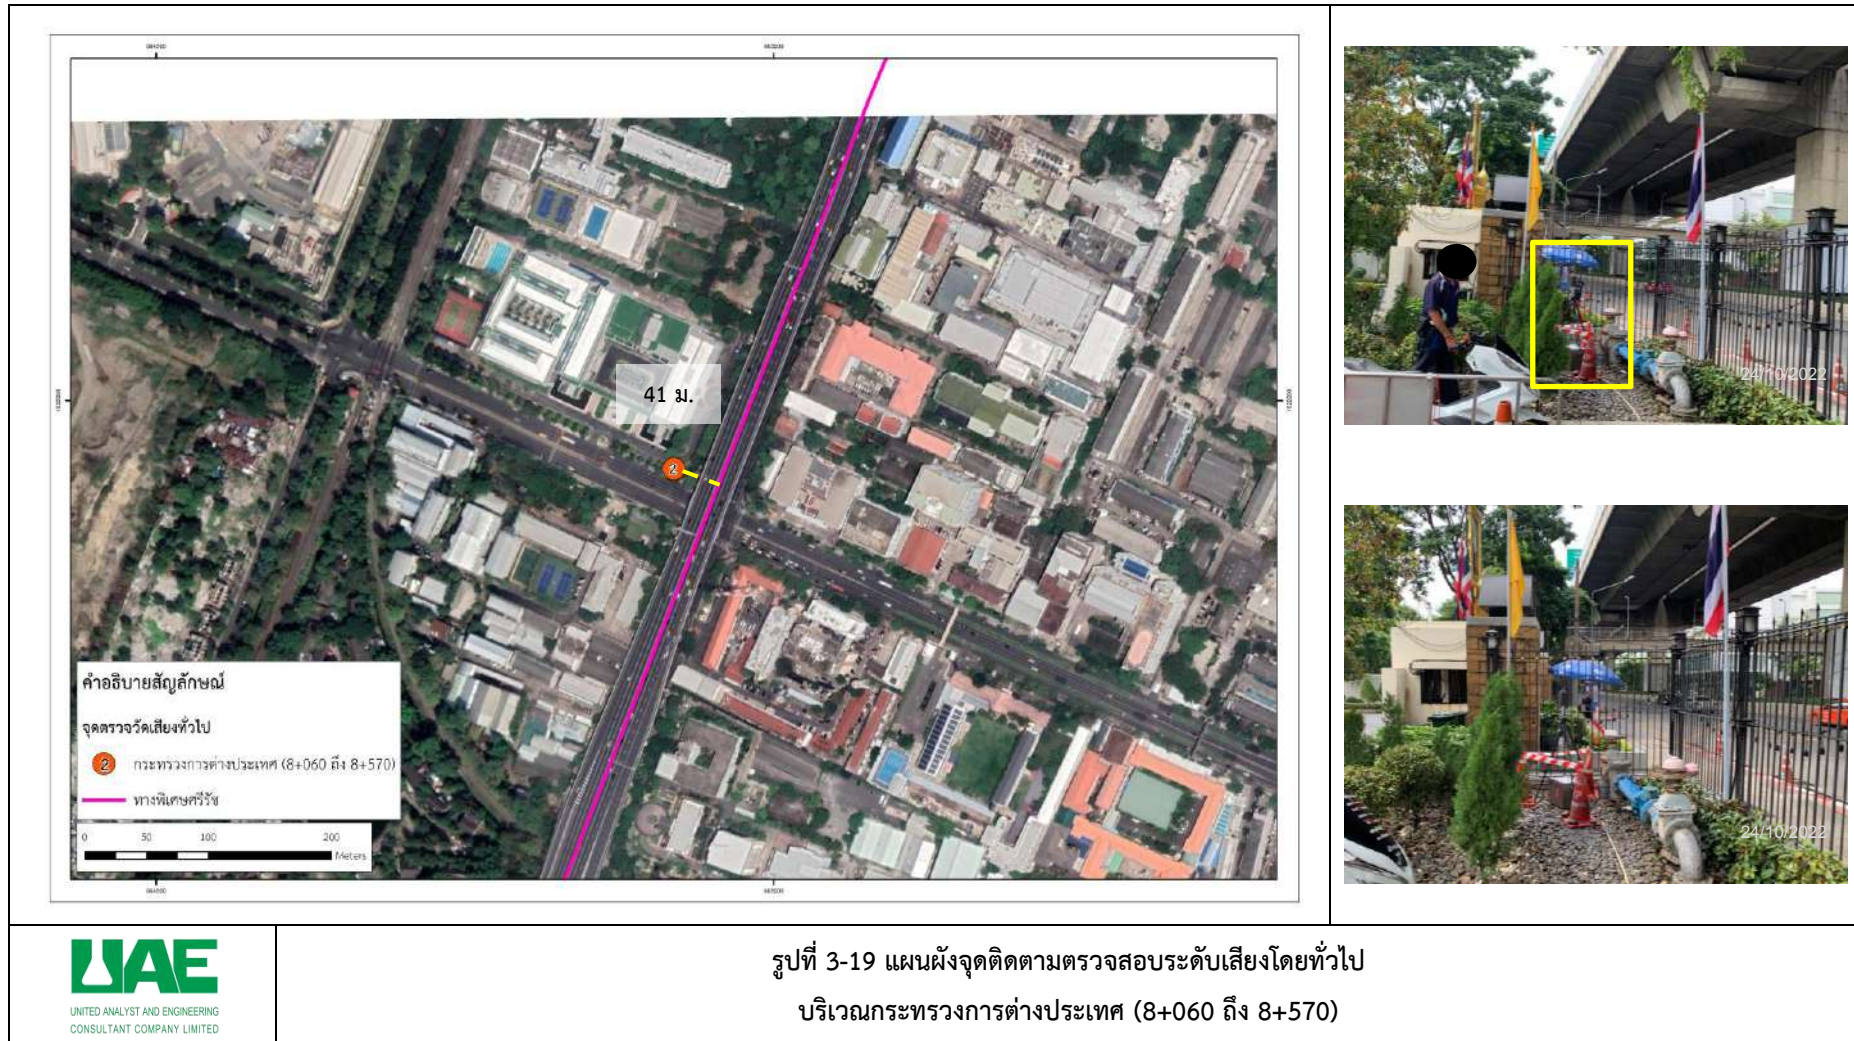 41 ม.
2
คำอธิบายสัญลักษณ์
จุดตรวจวัดเสียงทั่วไป
2 กระทรวงการต่างประเทศ (8+060 ถึง 8+570)
ทางพิเศษศรีรัช
0 50 100 200
Meters
24/10/2022
24/10/2022
UAE
UNITED ANALYST AND ENGINEERING
CONSULTANT COMPANY LIMITED
รูปที่ 3-19 แผนผังจุดติดตามตรวจสอบระดับเสียงโดยทั่วไป
บริเวณกระทรวงการต่างประเทศ (8+060 ถึง 8+570)